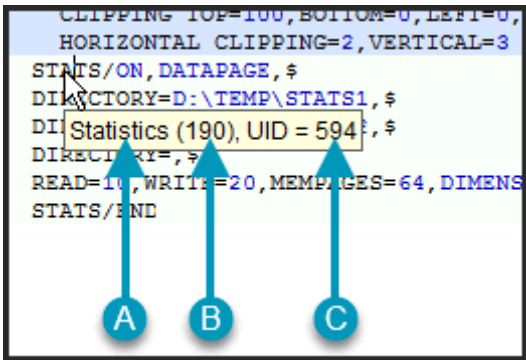 CLIPPING TOP=100,BOTTOM=0,LEFT=0,
HORIZONTAL CLIPPING=2,VERTICAL=3
STATS/ON,DATAPAGE,$
DIRECTORY=D:\TEMP\STATS1,$
Statistics (190), UID = 594
,$
DIRECTORY=,$
READ=10,WRITE=20,MEMPAGES=64,DIMENS
STATS/END
A B C